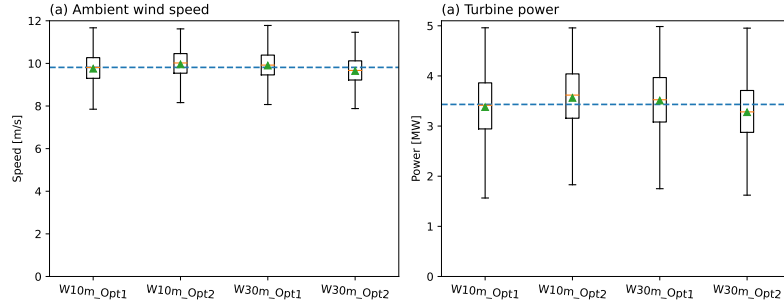 (a) Ambient wind speed
12
10
8
6
4
2
0
Speed [m/s]
W10m_Opt1
W10m_Opt2
W30m_Opt1
W30m_Opt2
(a) Turbine power
5
4
3
2
1
0
Power [MW]
W10m_Opt1
W10m_Opt2
W30m_Opt1
W30m_Opt2